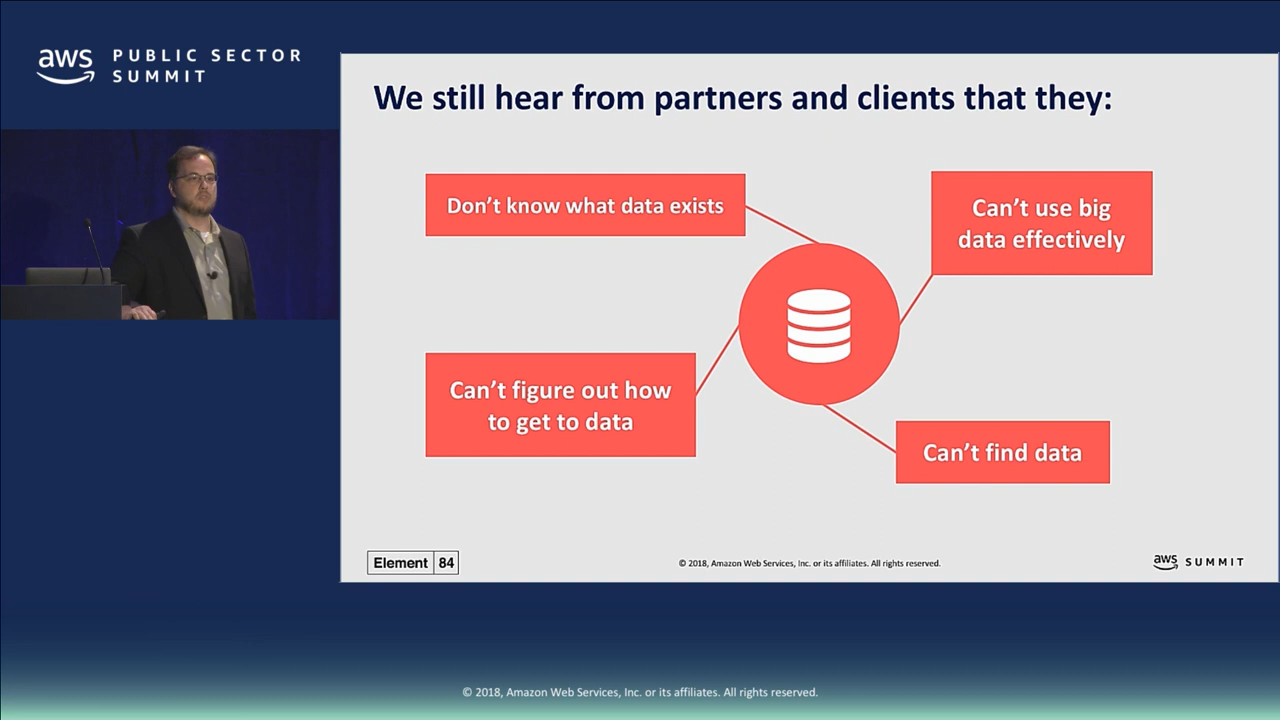 aws
PUBLIC SECTOR
SUMMIT
We still hear from partners and clients that they:
Don't know what data exists
Can't use big
data effectively
Can't figure out how
to get to data
Can't find data
Element 84
© 2018, Amazon Web Services, Inc. or its affiliates. All rights reserved.
aws SUMMIT
© 2018, Amazon Web Services, Inc. or its affiliates. All rights reserved.